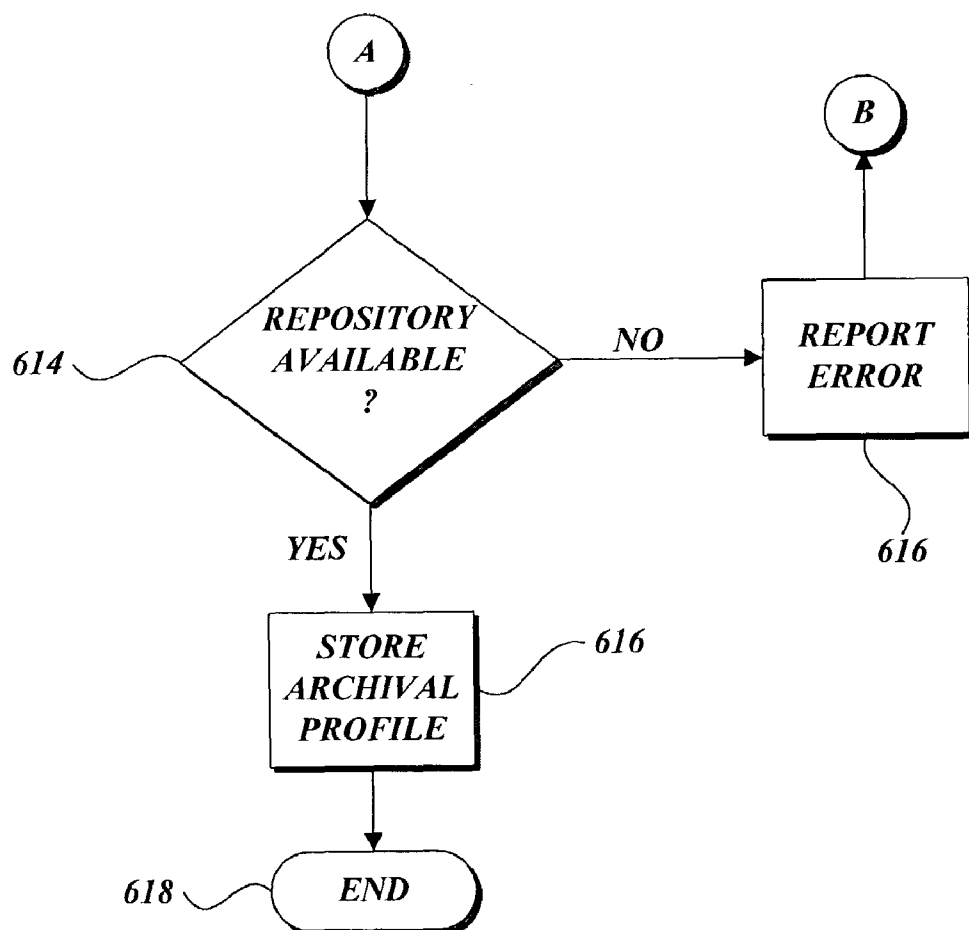 A
B
REPOSITORY
AVAILABLE
?
614
NO
REPORT
ERROR
616
YES
STORE
ARCHIVAL
PROFILE
616
END
618